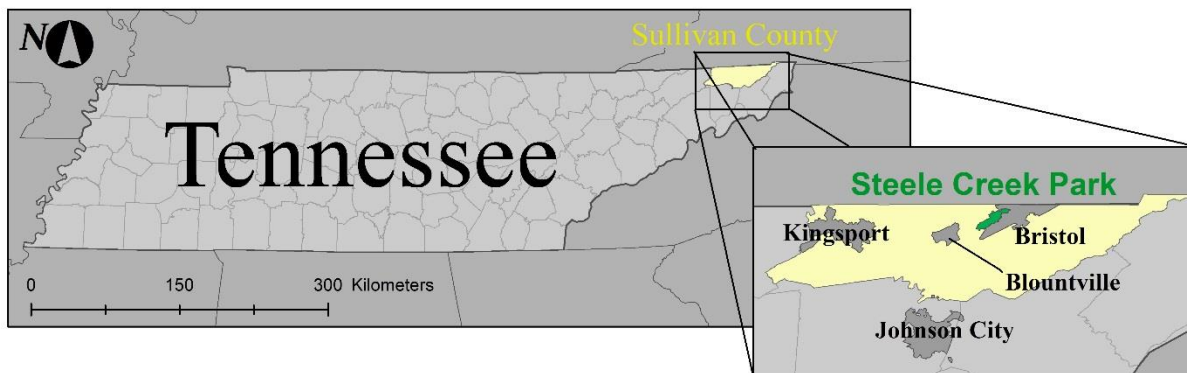 N
Sullivan County
Tennessee
0 150 300 Kilometers
Steele Creek Park
Kingsport
Bristol
Blountville
Johnson City